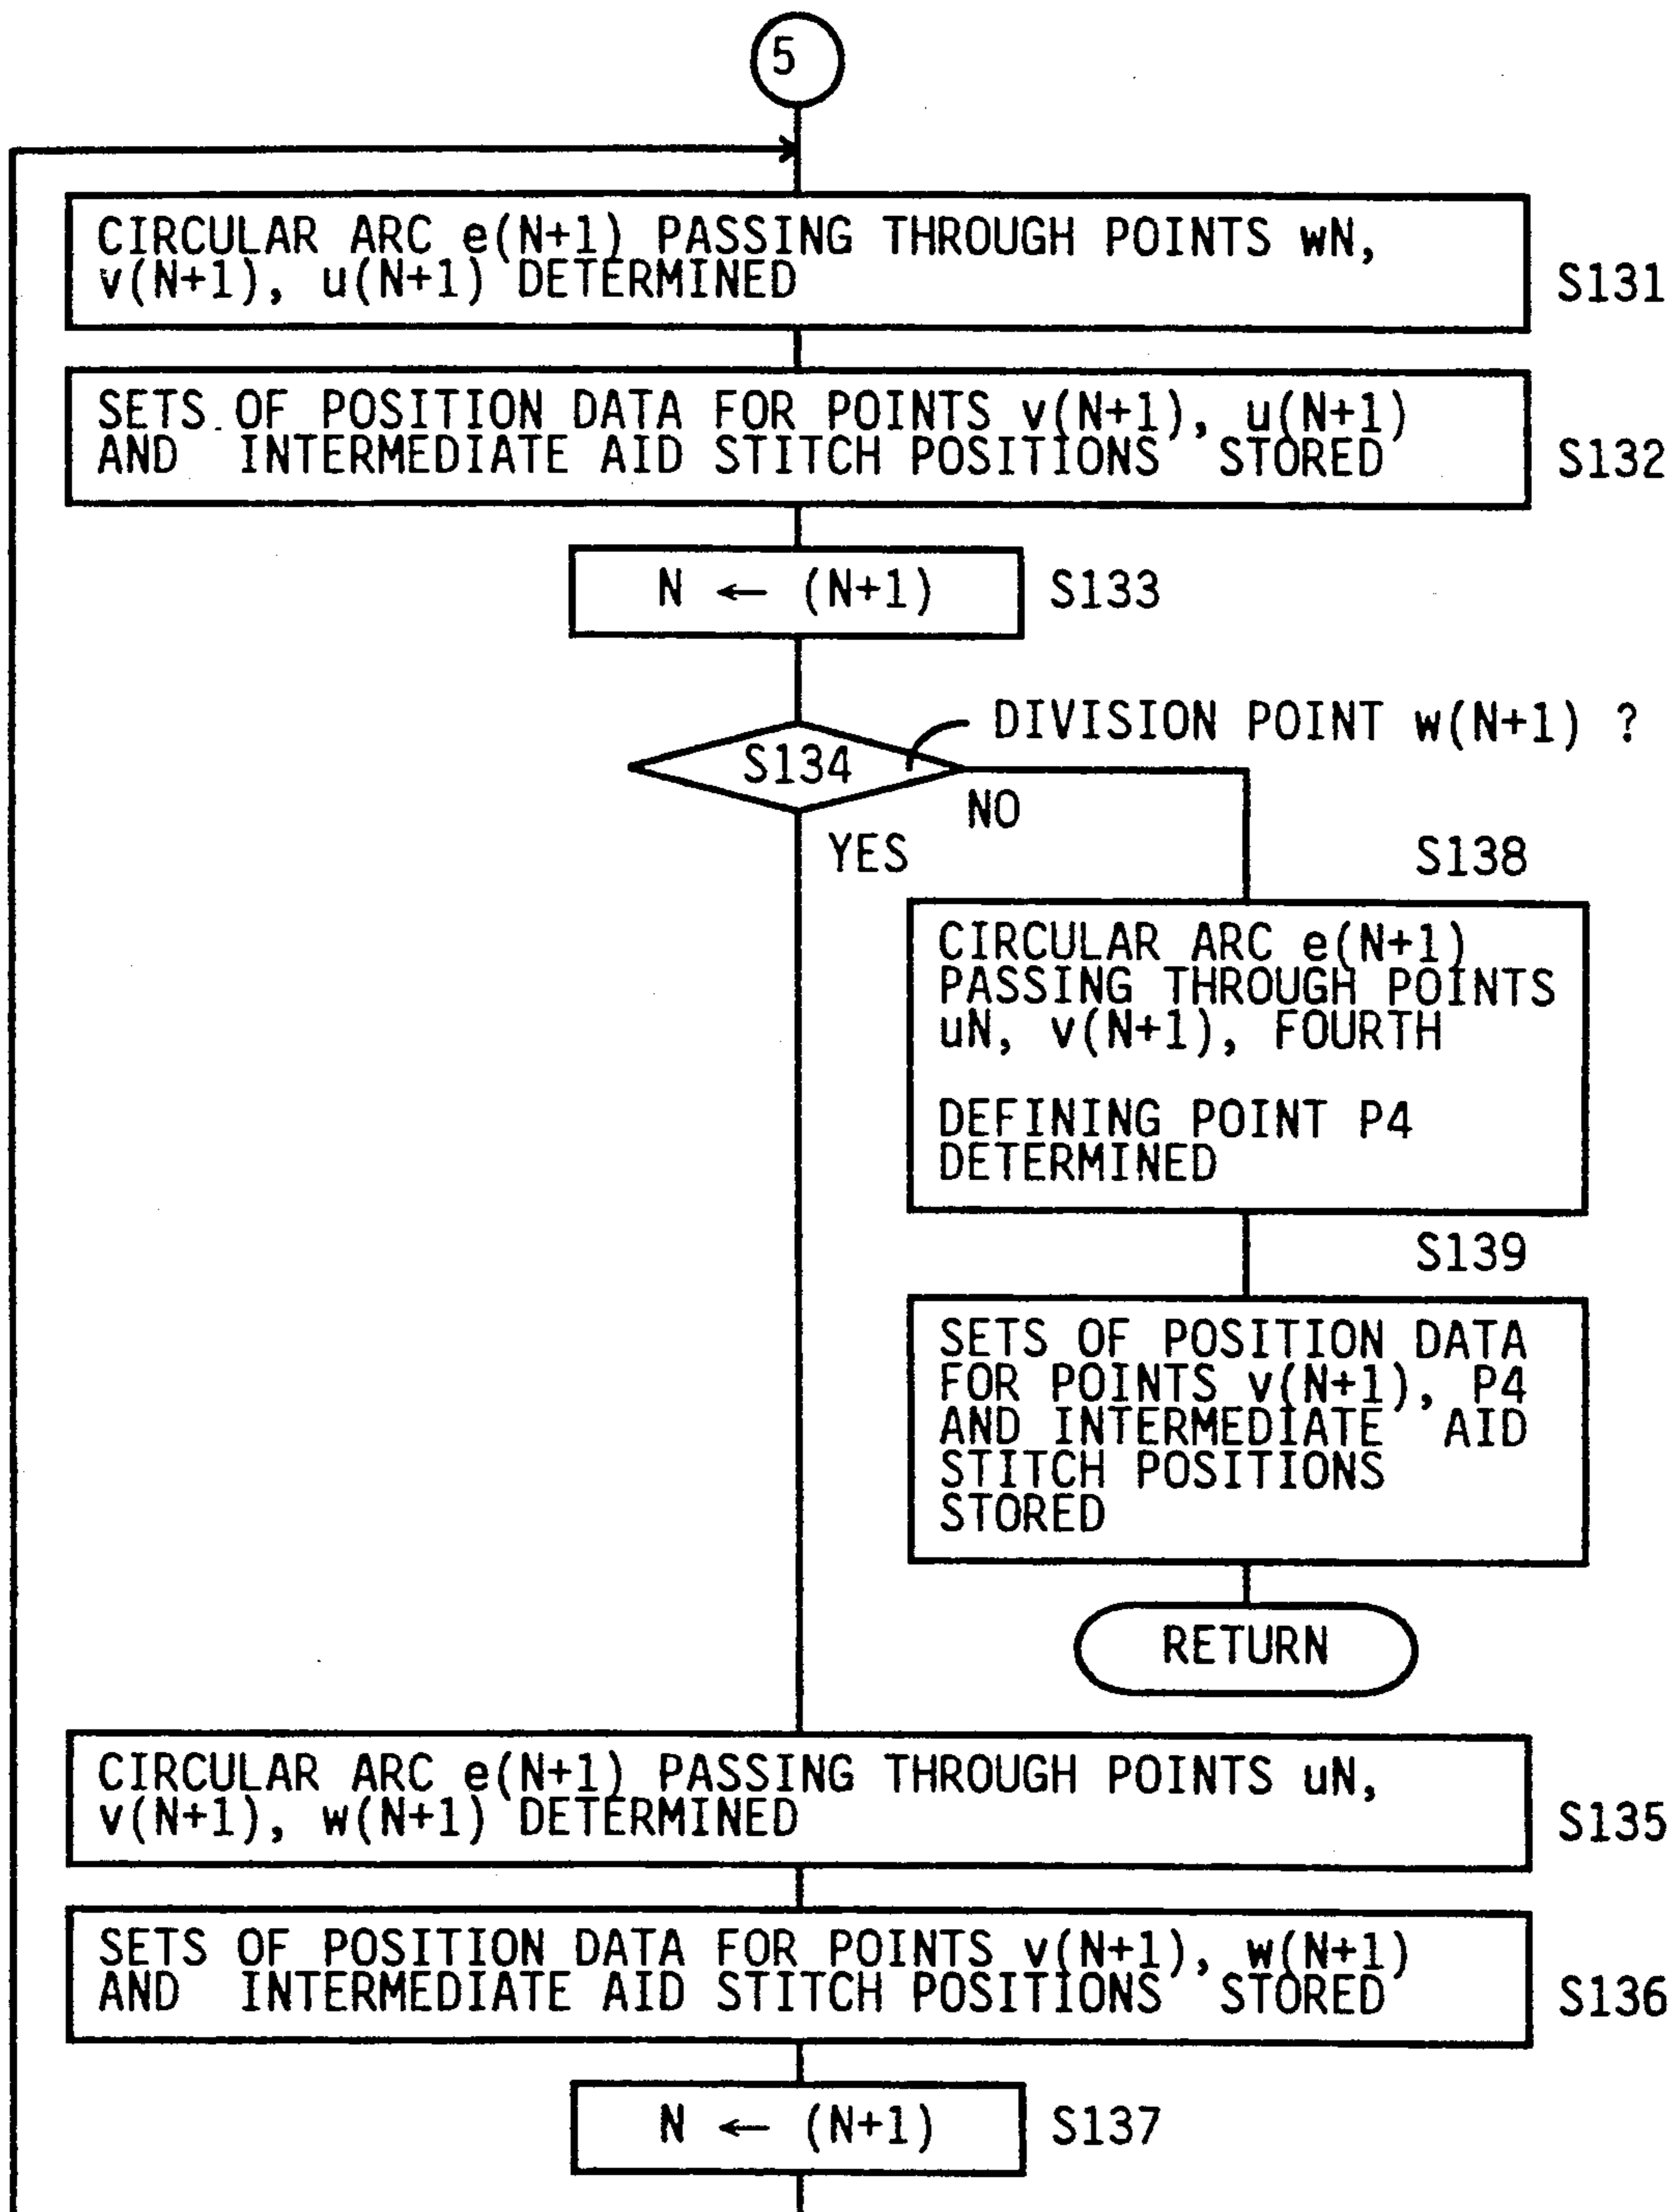 5
CIRCULAR ARC e(N+1) PASSING THROUGH POINTS wN,
v(N+1), u(N+1) DETERMINED
S131
SETS OF POSITION DATA FOR POINTS v(N+1), u(N+1)
AND INTERMEDIATE AID STITCH POSITIONS STORED
S132
N ← (N+1)
S133
DIVISION POINT w(N+1) ?
S134
NO
YES
S138
CIRCULAR ARC e(N+1)
PASSING THROUGH POINTS
uN, v(N+1), FOURTH
DEFINING POINT P4
DETERMINED
S139
SETS OF POSITION DATA
FOR POINTS v(N+1), P4
AND INTERMEDIATE AID
STITCH POSITIONS
STORED
RETURN
CIRCULAR ARC e(N+1) PASSING THROUGH POINTS uN,
v(N+1), w(N+1) DETERMINED
S135
SETS OF POSITION DATA FOR POINTS v(N+1), w(N+1)
AND INTERMEDIATE AID STITCH POSITIONS STORED
S136
N ← (N+1)
S137